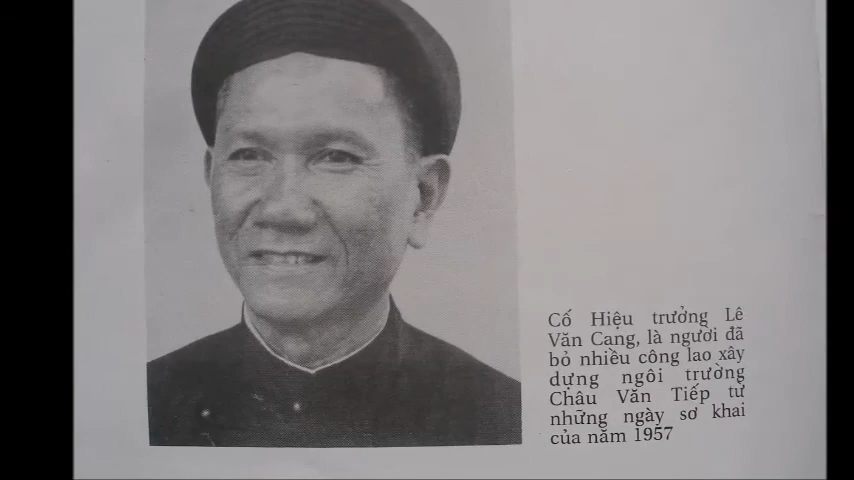 Cố Hiệu trưởng Lê
Văn Cang, là người đã
bỏ nhiều công lao xây
dựng ngôi trường
Châu Văn Tiếp tư
những ngày sơ khai
của năm 1957